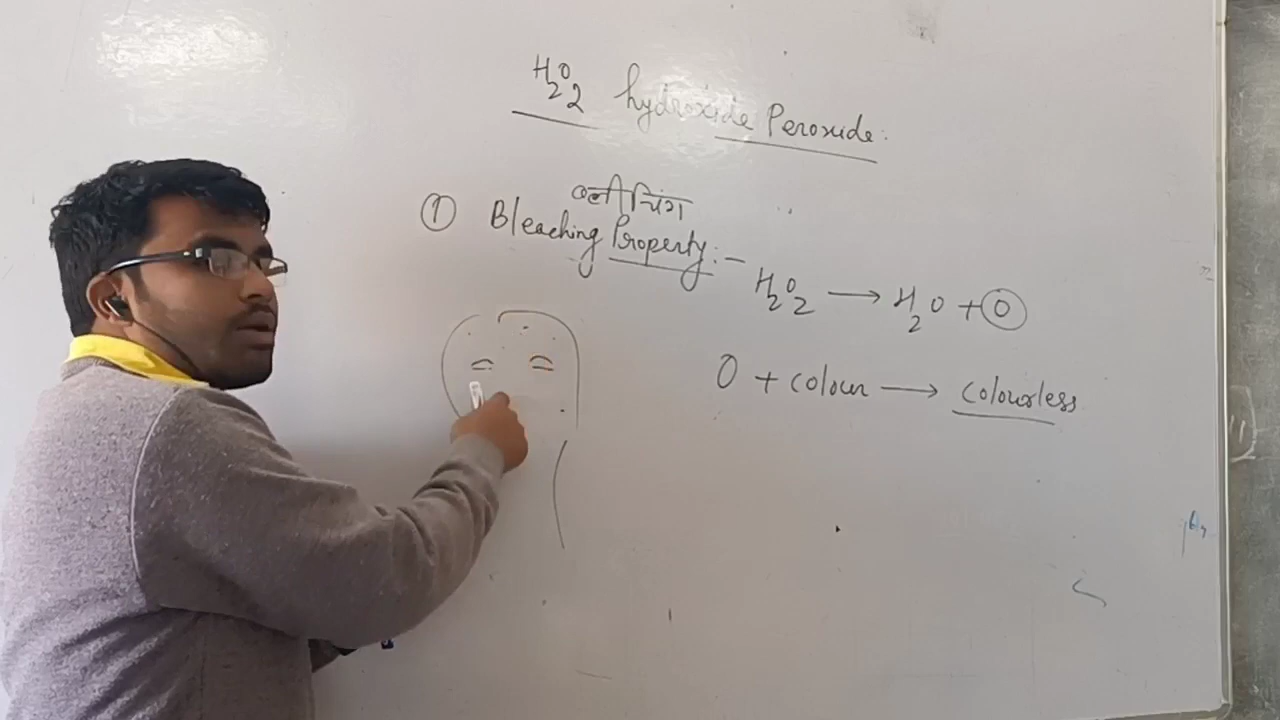 H2O2 hydroxide Peroxide:
ब्लीचिंग
① Bleaching Property:-
H2O2 → H2O + O
O + colour → colourless